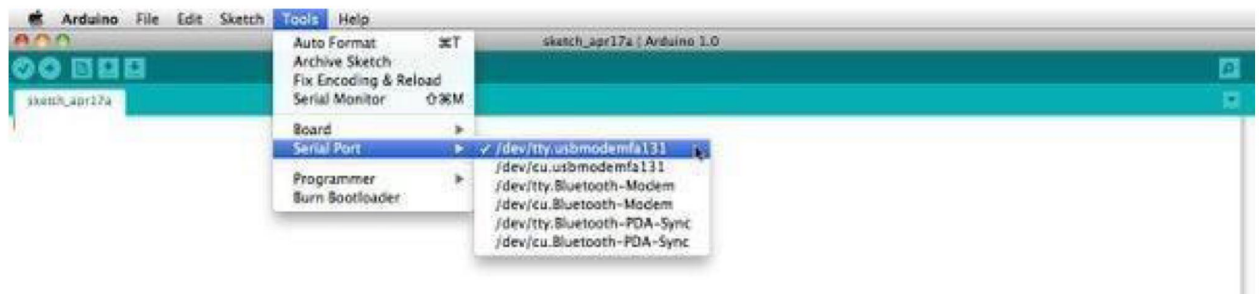 Arduino File Edit Sketch Tools Help
sketch_apr17a | Arduino 1.0
sketch_apr17a
Auto Format ⌘T
Archive Sketch
Fix Encoding & Reload
Serial Monitor ⇧⌘M
Board
Serial Port
Programmer
Burn Bootloader
✓ /dev/tty.usbmodemfa131
/dev/cu.usbmodemfa131
/dev/tty.Bluetooth-Modem
/dev/cu.Bluetooth-Modem
/dev/tty.Bluetooth-PDA-Sync
/dev/cu.Bluetooth-PDA-Sync